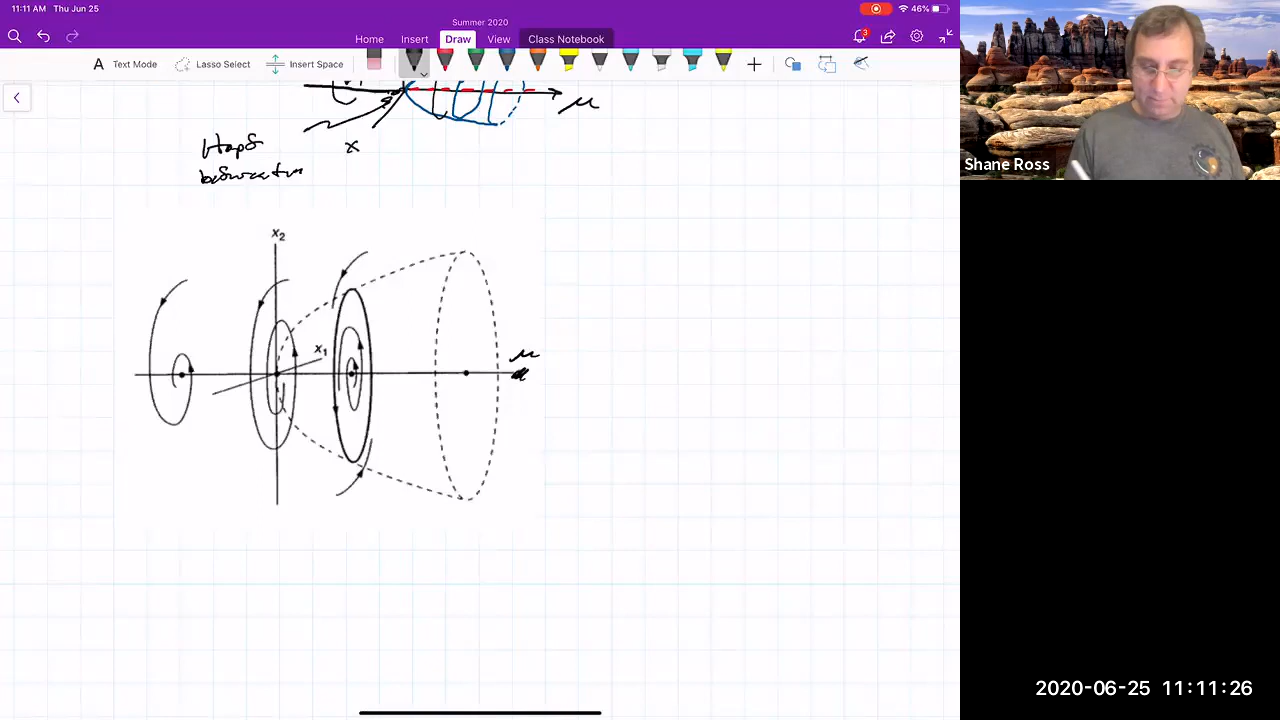 11:11 AM Thu Jun 25
46%
Summer 2020
Home Insert Draw View Class Notebook
3
A Text Mode Lasso Select Insert Space
μ
Hopf
x
bifurcation
Shane Ross
x₂
x₁
μ
2020-06-25 11:11:26